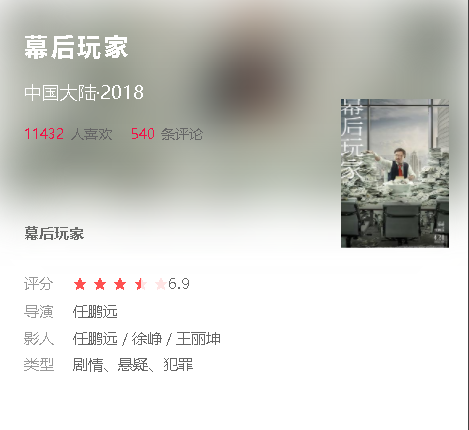 幕后玩家
中国大陆·2018
11432 人喜欢 540 条评论
幕后玩家
幕后玩家
评分 6.9
导演 任鹏远
影人 任鹏远 / 徐峥 / 王丽坤
类型 剧情、悬疑、犯罪